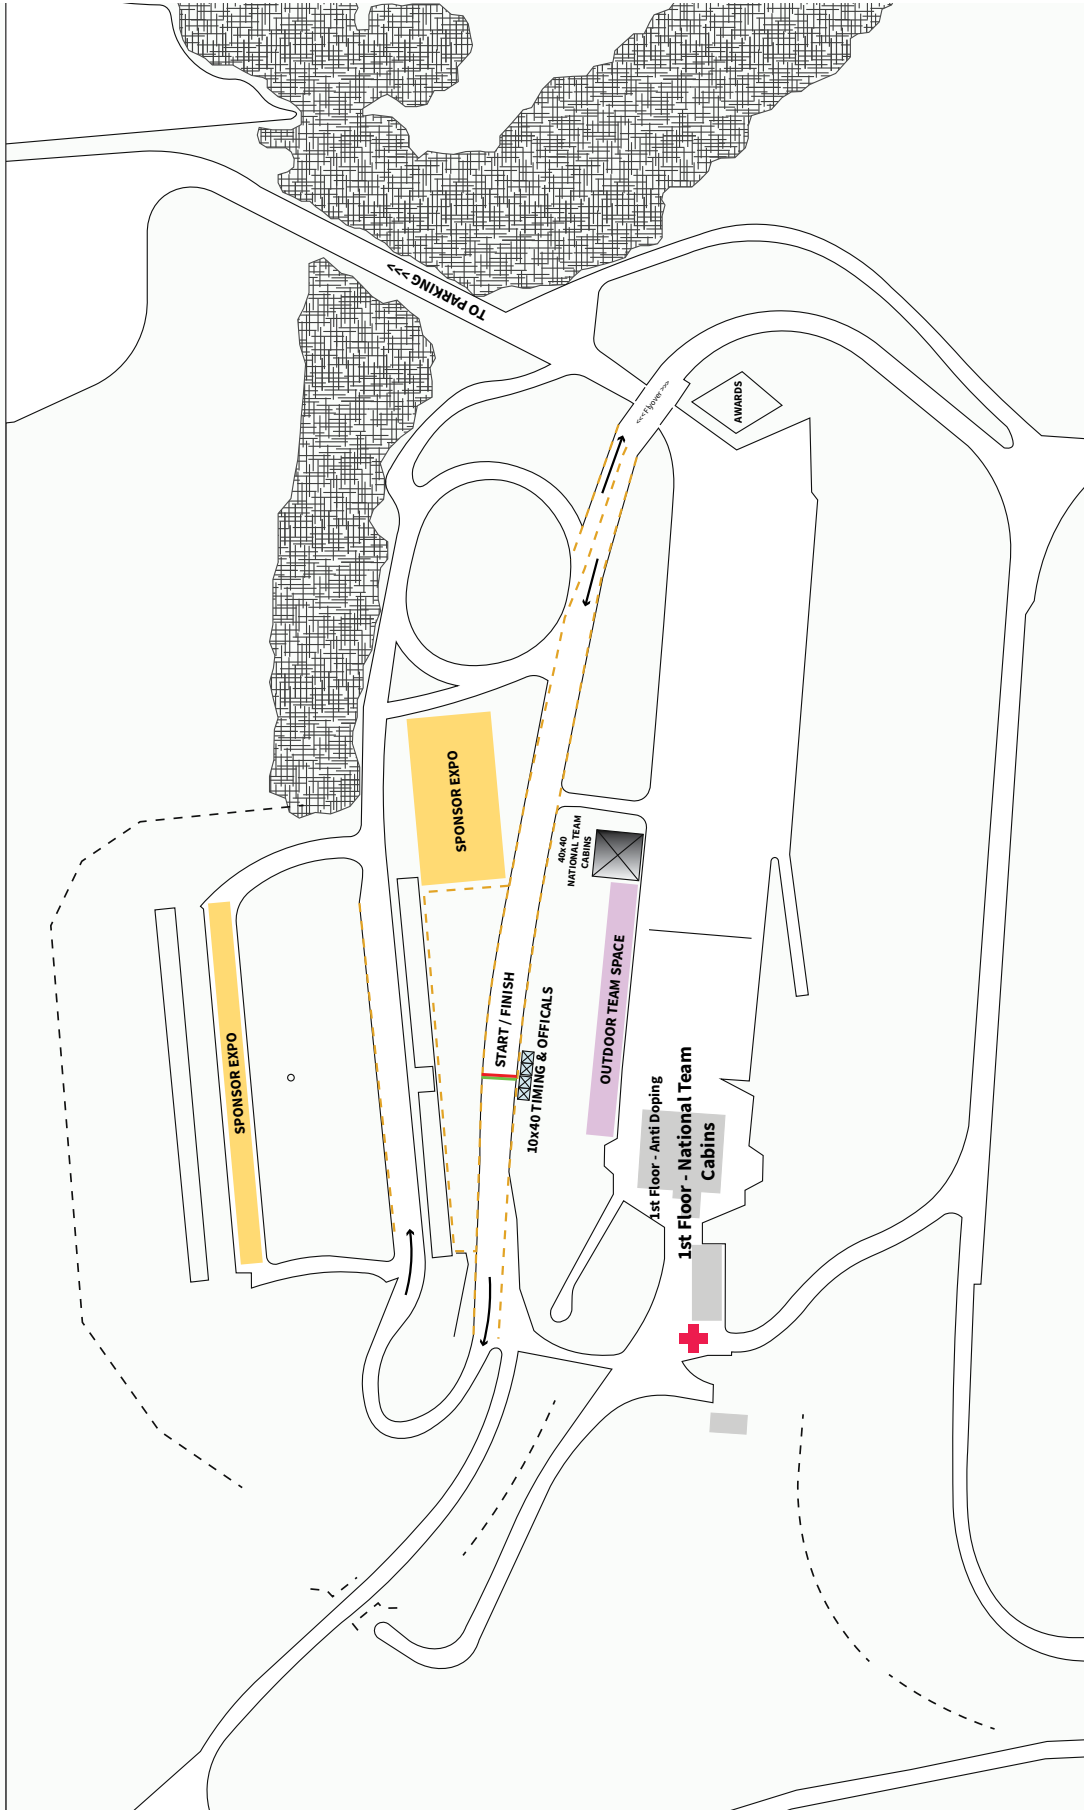 TO PARKING >>>
<<< Flyover >>>
AWARDS
SPONSOR EXPO
40x40
NATIONAL TEAM
CABINS
OUTDOOR TEAM SPACE
START / FINISH
10x40 TIMING & OFFICALS
SPONSOR EXPO
1st Floor - Anti Doping
1st Floor - National Team
Cabins